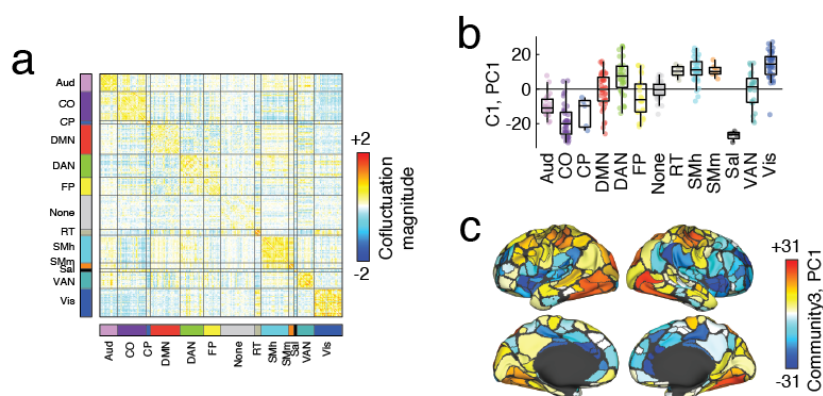 a
Aud
CO
CP
DMN
DAN
FP
None
RT
SMh
SMm
Sal
VAN
Vis
Aud
CO
CP
DMN
DAN
FP
None
RT
SMh
SMm
Sal
VAN
Vis
+2
-2
Cofluctuation
magnitude
b
C1, PC1
20
0
-20
Aud
CO
CP
DMN
DAN
FP
None
RT
SMh
SMm
Sal
VAN
Vis
c
+31
-31
Community3, PC1